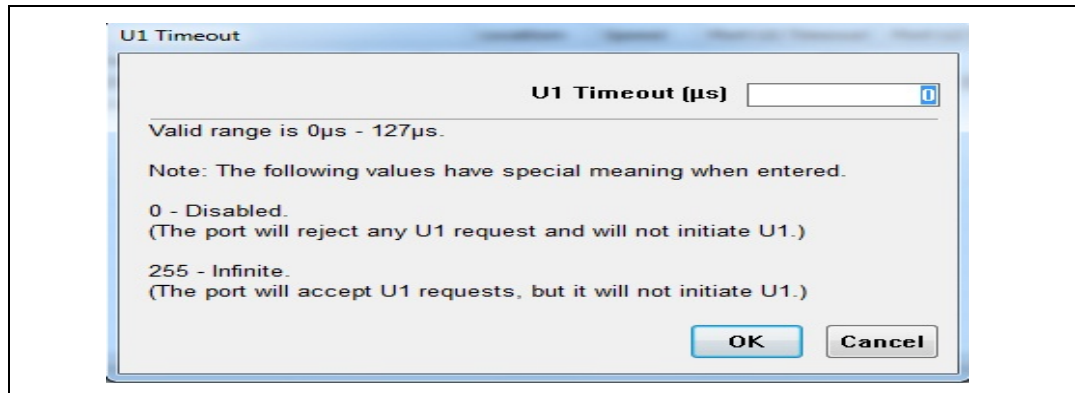 U1 Timeout
U1 Timeout (µs) 0
Valid range is 0µs - 127µs.
Note: The following values have special meaning when entered.
0 - Disabled.
(The port will reject any U1 request and will not initiate U1.)
255 - Infinite.
(The port will accept U1 requests, but it will not initiate U1.)
OK Cancel